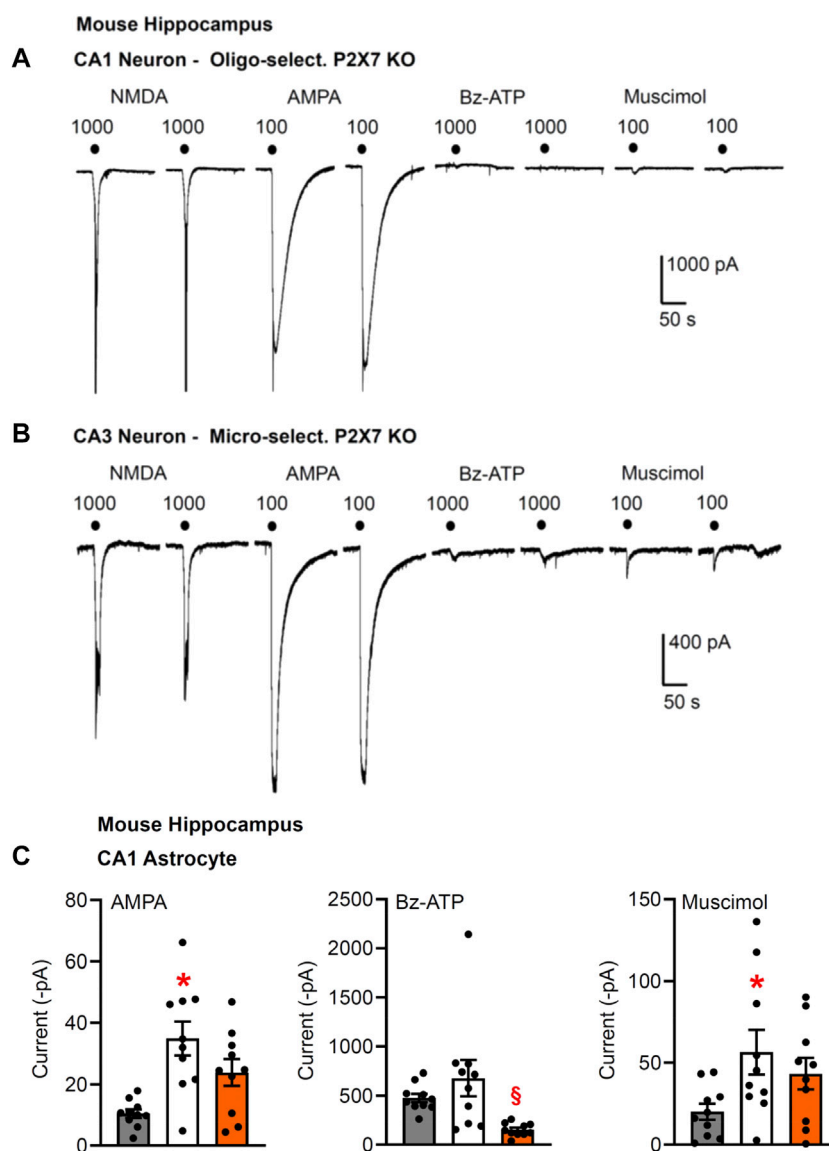 Mouse Hippocampus
A
CA1 Neuron - Oligo-select. P2X7 KO
NMDA AMPA Bz-ATP Muscimol
1000 1000 100 100 1000 1000 100 100
1000 pA
50 s
B
CA3 Neuron - Micro-select. P2X7 KO
NMDA AMPA Bz-ATP Muscimol
1000 1000 100 100 1000 1000 100 100
400 pA
50 s
Mouse Hippocampus
C
CA1 Astrocyte
AMPA
Current (-pA)
80
60
40
20
0
*
Bz-ATP
Current (-pA)
2500
2000
1500
1000
500
0
§
Muscimol
Current (-pA)
150
100
50
0
*